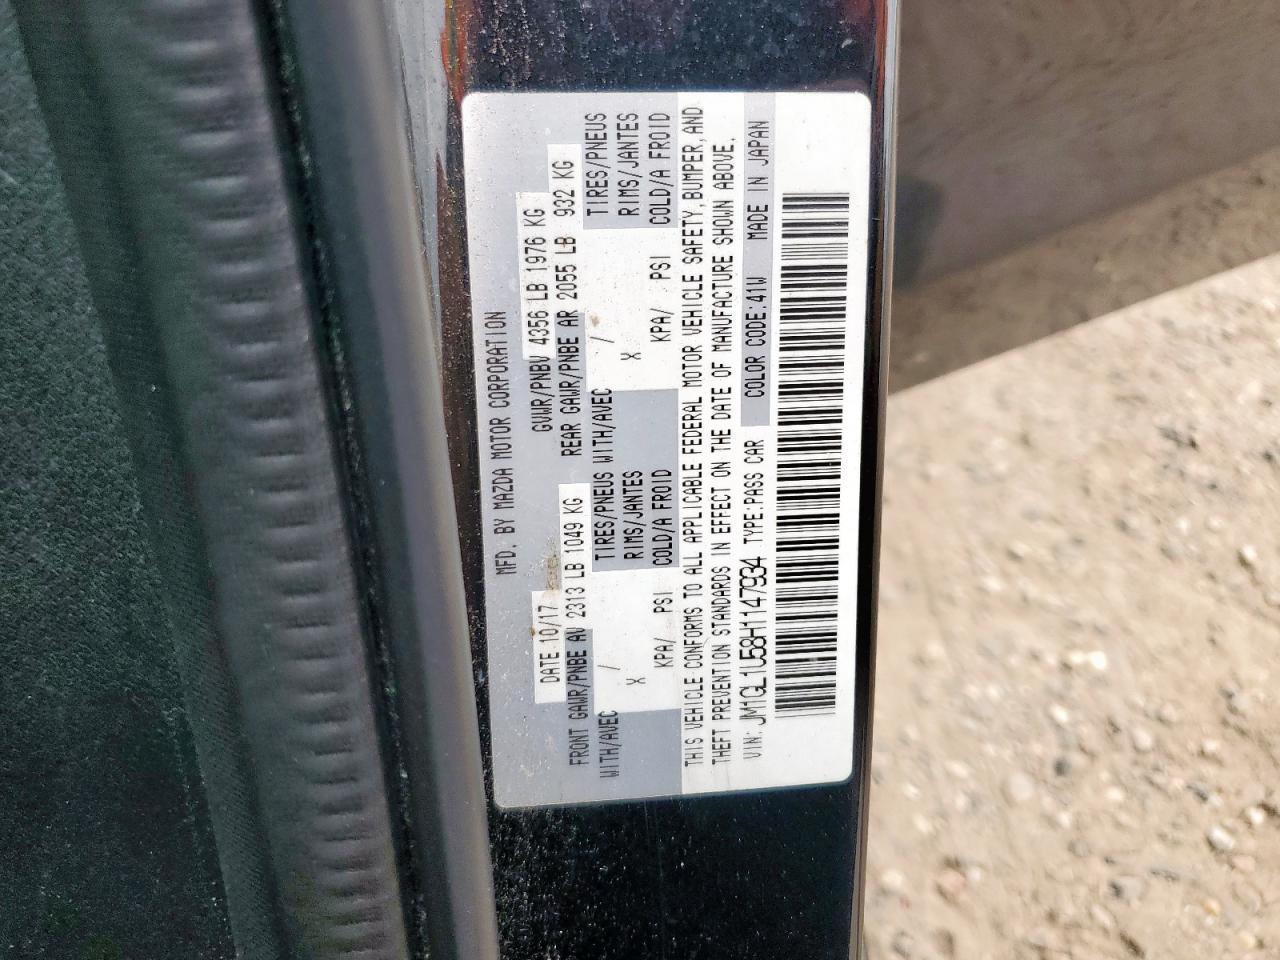 MFD. BY MAZDA MOTOR CORPORATION
DATE 10/17 GVWR/PNBV 4356 LB 1976 KG
FRONT GAWR/PNBE AV 2313 LB 1049 KG REAR GAWR/PNBE AR 2055 LB 932 KG
WITH/AVEC / TIRES/PNEUS WITH/AVEC / TIRES/PNEUS
X RIMS/JANTES X RIMS/JANTES
KPA/ PSI COLD/A FROID KPA/ PSI COLD/A FROID
THIS VEHICLE CONFORMS TO ALL APPLICABLE FEDERAL MOTOR VEHICLE SAFETY, BUMPER, AND
THEFT PREVENTION STANDARDS IN EFFECT ON THE DATE OF MANUFACTURE SHOWN ABOVE.
VIN: JM1GL1U58H1147934 TYPE:PASS CAR COLOR CODE:41W MADE IN JAPAN